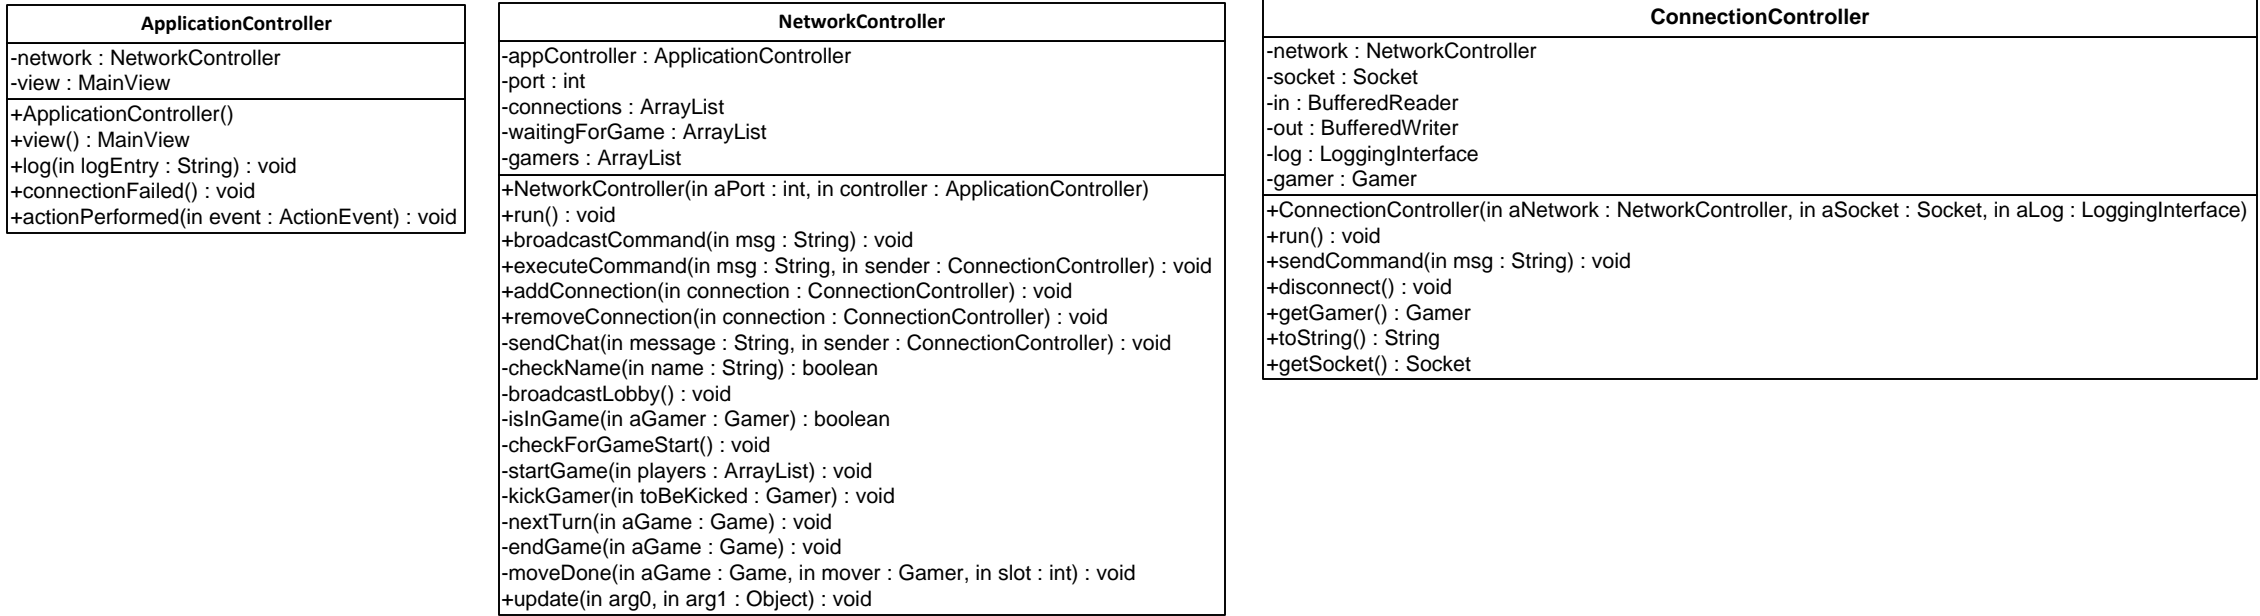 ApplicationController
-network : NetworkController
-view : MainView
+ApplicationController()
+view() : MainView
+log(in logEntry : String) : void
+connectionFailed() : void
+actionPerformed(in event : ActionEvent) : void
NetworkController
-appController : ApplicationController
-port : int
-connections : ArrayList
-waitingForGame : ArrayList
-gamers : ArrayList
+NetworkController(in aPort : int, in controller : ApplicationController)
+run() : void
+broadcastCommand(in msg : String) : void
+executeCommand(in msg : String, in sender : ConnectionController) : void
+addConnection(in connection : ConnectionController) : void
+removeConnection(in connection : ConnectionController) : void
-sendChat(in message : String, in sender : ConnectionController) : void
-checkName(in name : String) : boolean
-broadcastLobby() : void
-isInGame(in aGamer : Gamer) : boolean
-checkForGameStart() : void
-startGame(in players : ArrayList) : void
-kickGamer(in toBeKicked : Gamer) : void
-nextTurn(in aGame : Game) : void
-endGame(in aGame : Game) : void
-moveDone(in aGame : Game, in mover : Gamer, in slot : int) : void
+update(in arg0, in arg1 : Object) : void
ConnectionController
-network : NetworkController
-socket : Socket
-in : BufferedReader
-out : BufferedWriter
-log : LoggingInterface
-gamer : Gamer
+ConnectionController(in aNetwork : NetworkController, in aSocket : Socket, in aLog : LoggingInterface)
+run() : void
+sendCommand(in msg : String) : void
+disconnect() : void
+getGamer() : Gamer
+toString() : String
+getSocket() : Socket